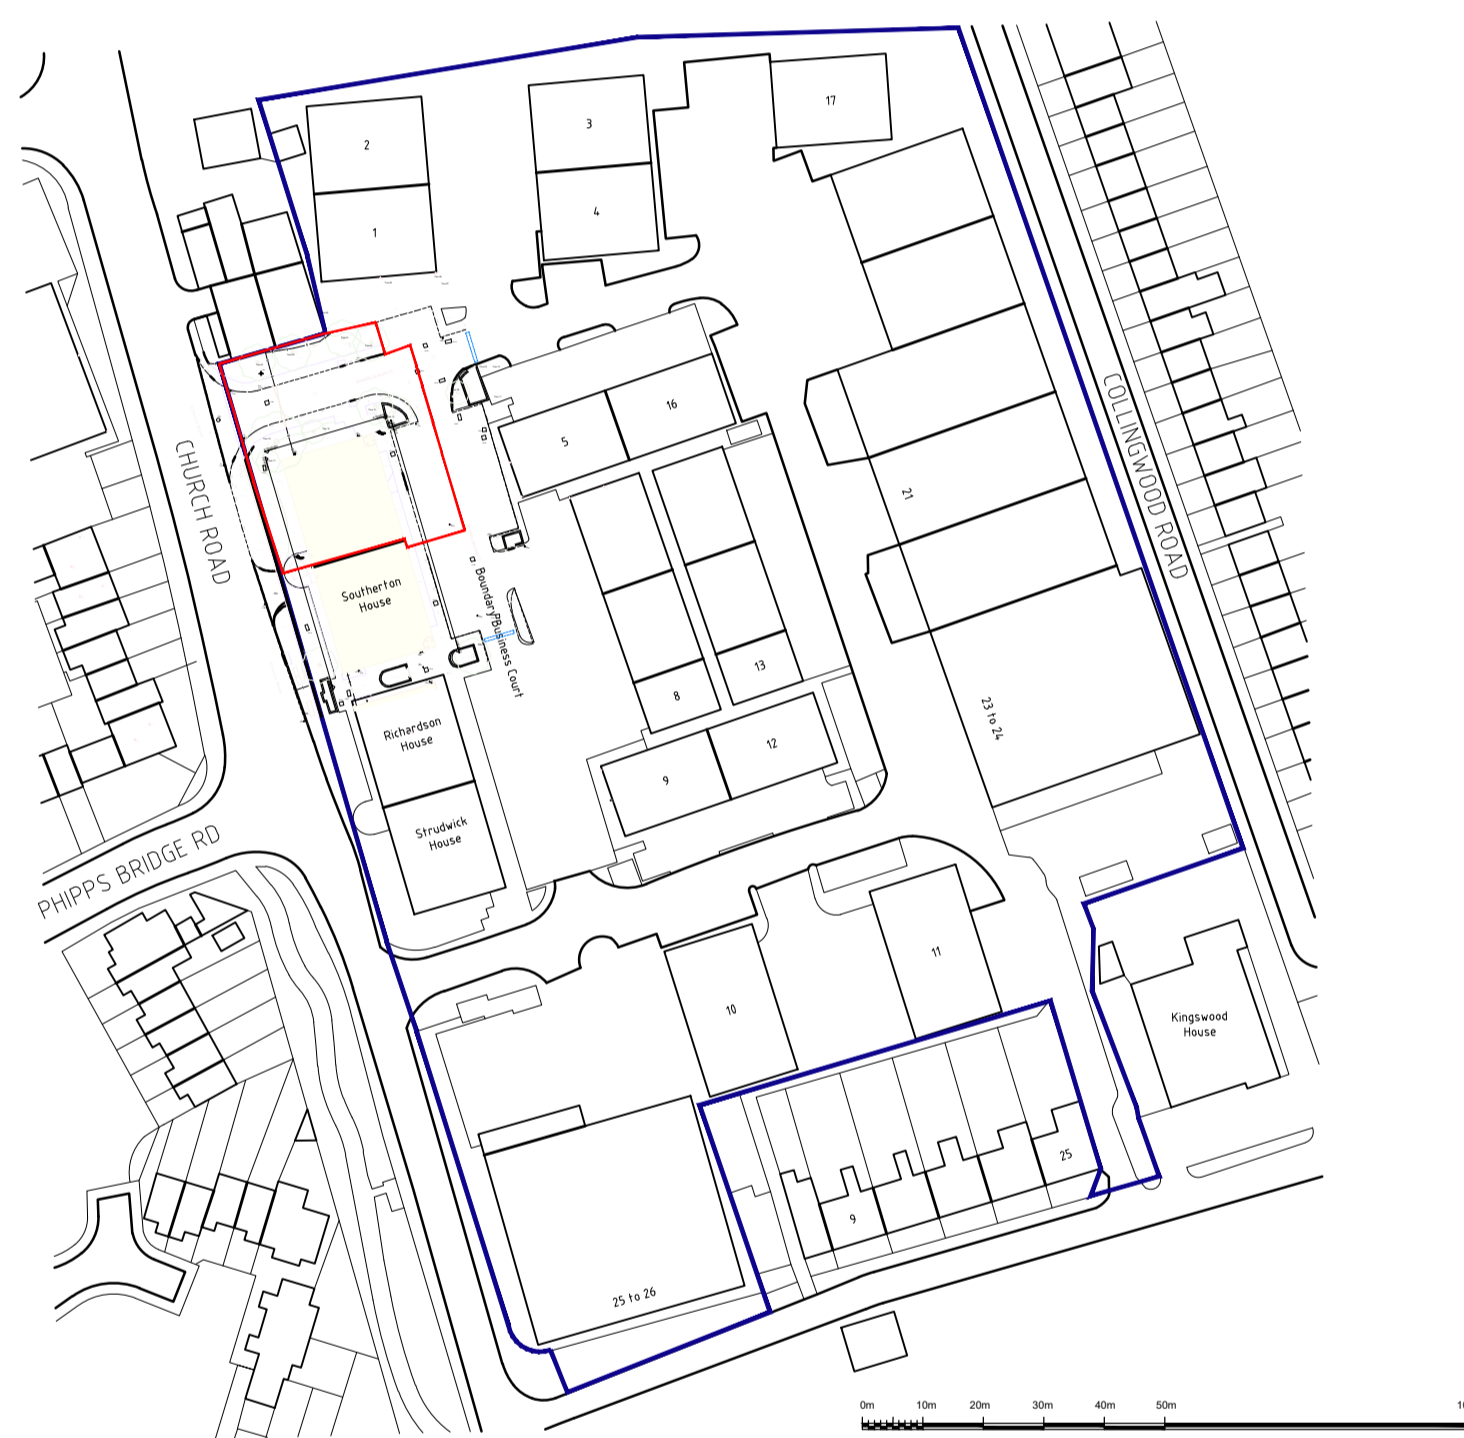 17
3
2
4
1
16
5
CHURCH ROAD
COLLINGWOOD ROAD
21
Southerton
House
Boundary Business Court
13
8
23 to 24
Richardson
House
12
9
Strudwick
House
PHIPPS BRIDGE RD
11
10
Kingswood
House
25
9
25 to 26
0m 10m 20m 30m 40m 50m